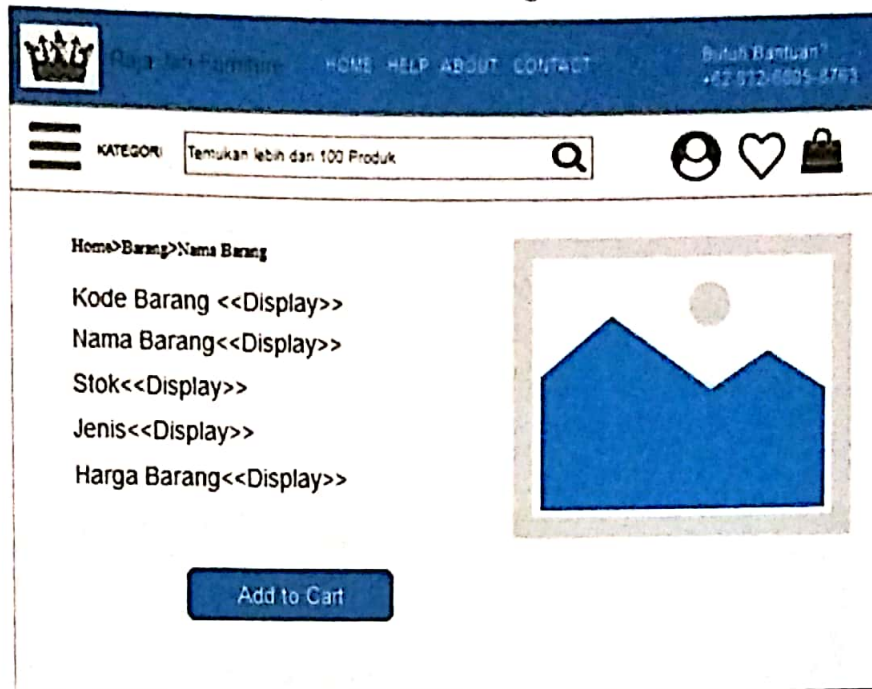 HOME HELP ABOUT CONTACT
Butuh Bantuan?
KATEGORI
Temukan lebih dari 100 Produk
Home>Barang>Nama Barang
Kode Barang <<Display>>
Nama Barang<<Display>>
Stok<<Display>>
Jenis<<Display>>
Harga Barang<<Display>>
Add to Cart